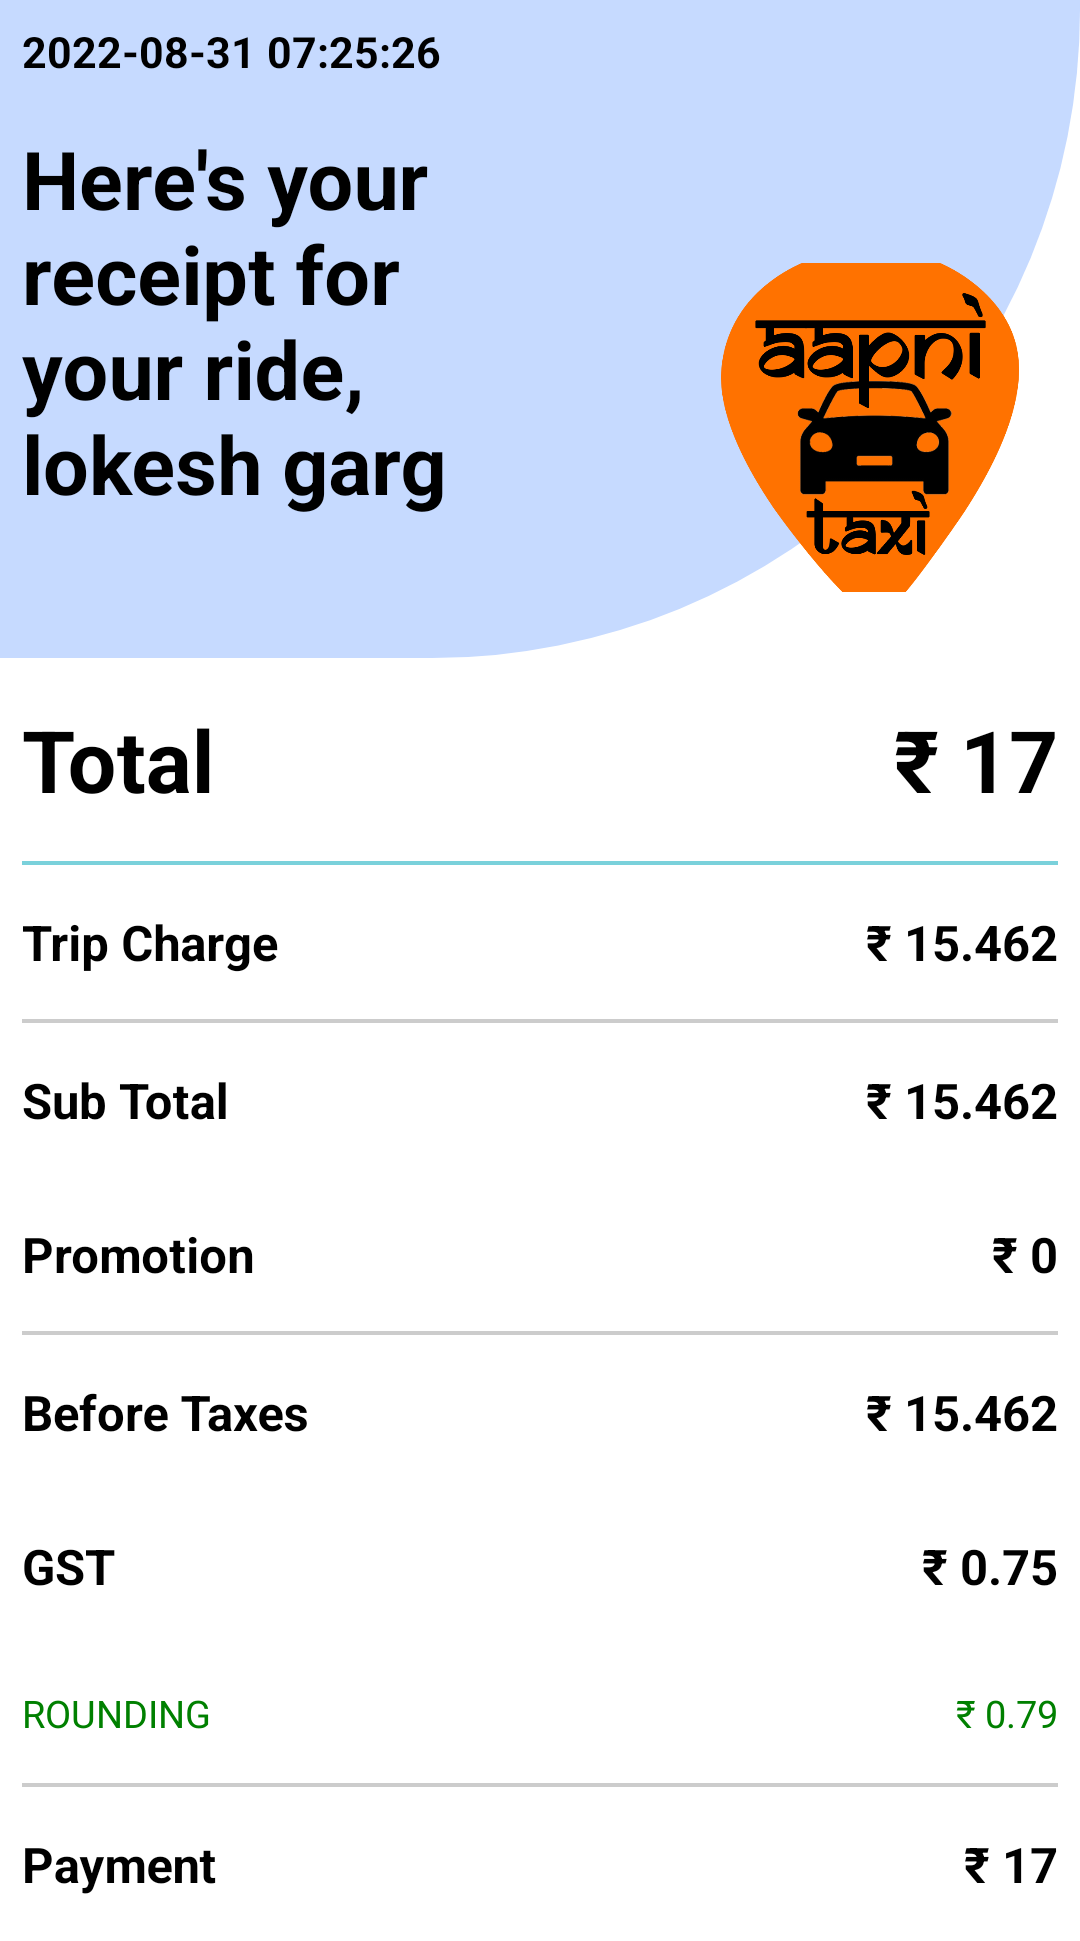 2022-08-31 07:25:26
Here's your
receipt for
your ride,
lokesh garg
aapni
taxi
Total ₹ 17
Trip Charge ₹ 15.462
Sub Total ₹ 15.462
Promotion ₹ 0
Before Taxes ₹ 15.462
GST ₹ 0.75
ROUNDING ₹ 0.79
Payment ₹ 17